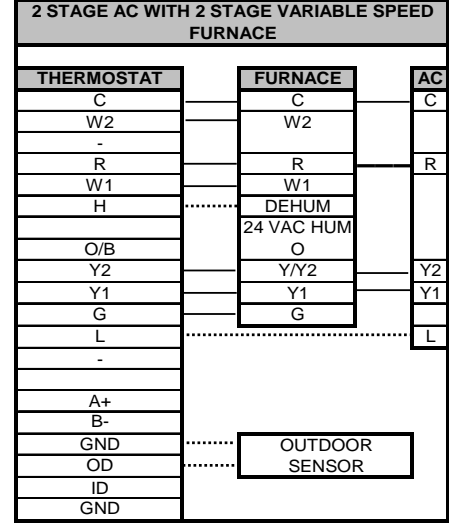 2 STAGE AC WITH 2 STAGE VARIABLE SPEED
FURNACE
THERMOSTAT FURNACE AC
C C C
W2 W2
-
R R R
W1 W1
H DEHUM
24 VAC HUM
O/B O
Y2 Y/Y2 Y2
Y1 Y1 Y1
G G
L L
-
A+
B-
GND OUTDOOR
OD SENSOR
ID
GND